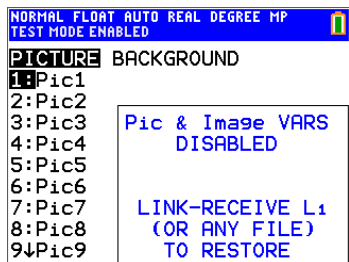 NORMAL FLOAT AUTO REAL DEGREE MP
TEST MODE ENABLED
PICTURE BACKGROUND
1:Pic1
2:Pic2
3:Pic3
4:Pic4
5:Pic5
6:Pic6
7:Pic7
8:Pic8
9↓Pic9
Pic & Image VARS
DISABLED
LINK-RECEIVE L₁
(OR ANY FILE)
TO RESTORE